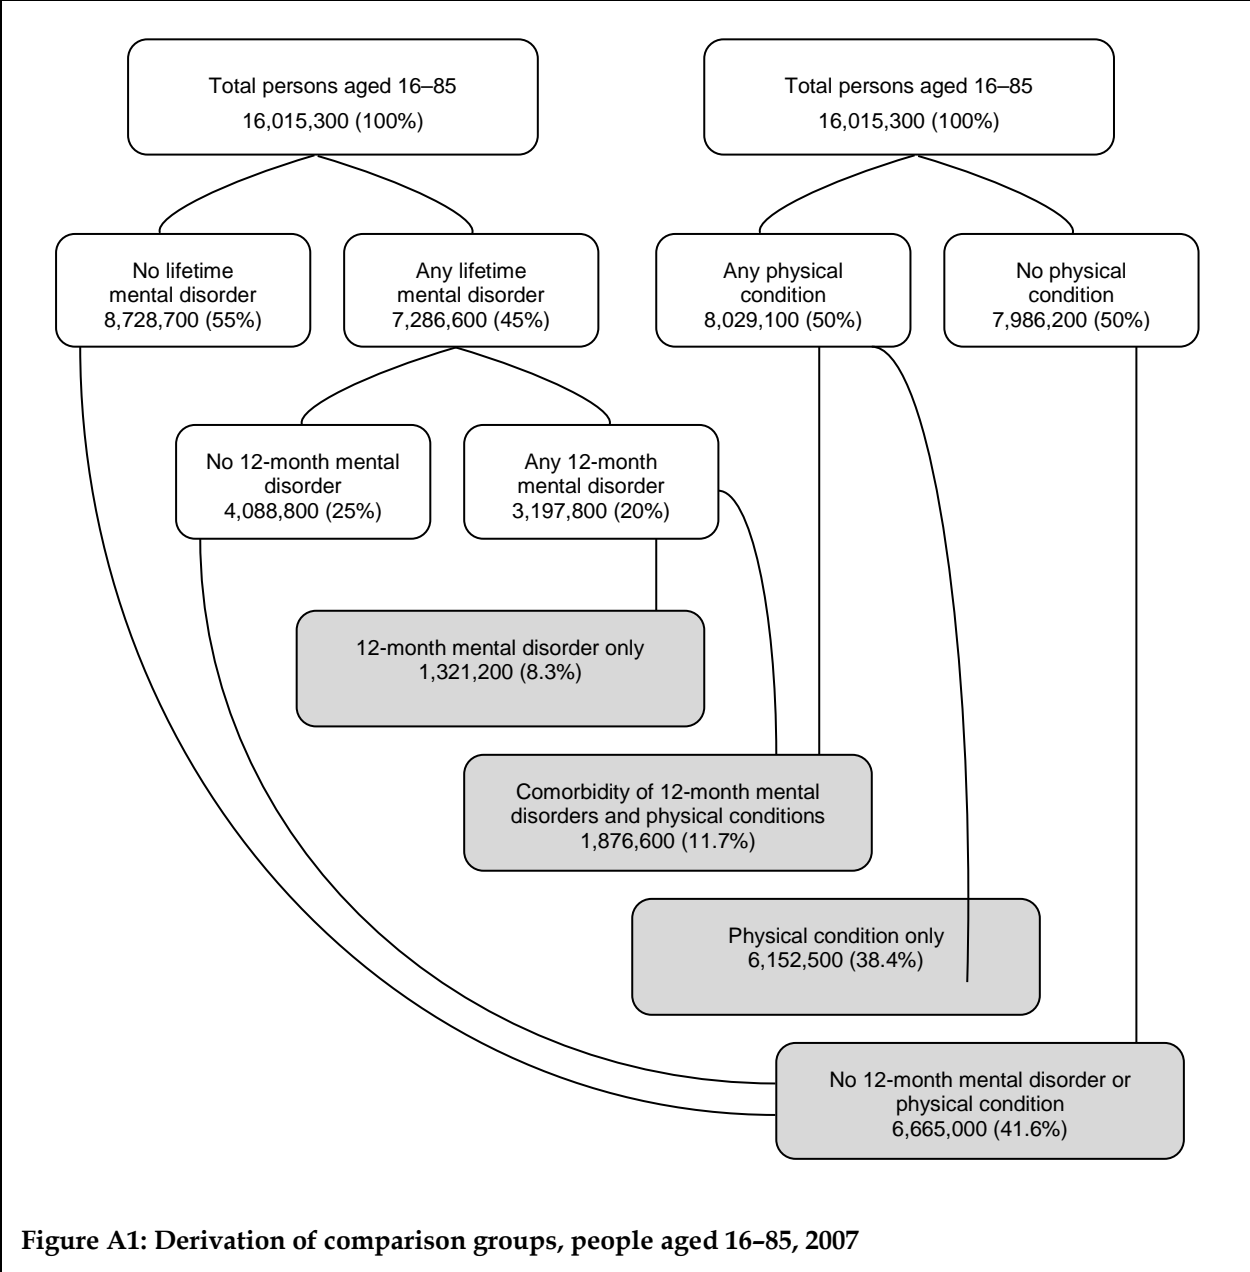 Total persons aged 16–85
16,015,300 (100%)
Total persons aged 16–85
16,015,300 (100%)
No lifetime
mental disorder
8,728,700 (55%)
Any lifetime
mental disorder
7,286,600 (45%)
Any physical
condition
8,029,100 (50%)
No physical
condition
7,986,200 (50%)
No 12-month mental
disorder
4,088,800 (25%)
Any 12-month
mental disorder
3,197,800 (20%)
12-month mental disorder only
1,321,200 (8.3%)
Comorbidity of 12-month mental
disorders and physical conditions
1,876,600 (11.7%)
Physical condition only
6,152,500 (38.4%)
No 12-month mental disorder or
physical condition
6,665,000 (41.6%)
Figure A1: Derivation of comparison groups, people aged 16–85, 2007